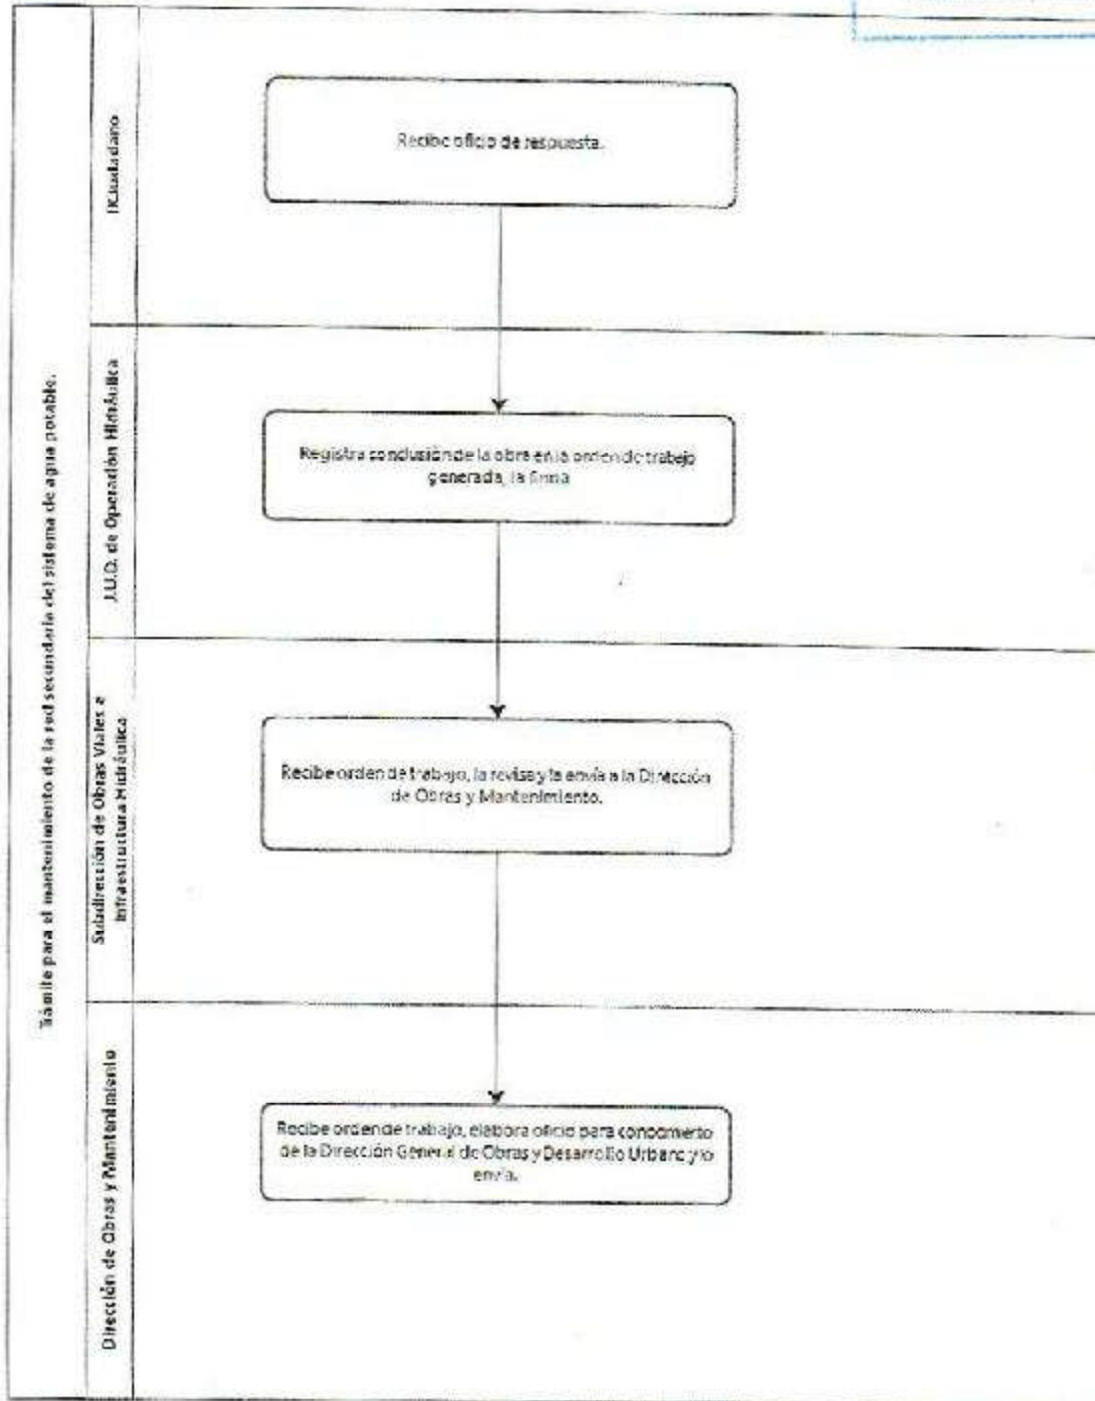 Trámite para el mantenimiento de la red secundaria del sistema de agua potable.
Ciudadano
Recibe oficio de respuesta.
J.U.D. de Operación Hidráulica
Registra conclusión de la obra en la orden de trabajo
generada, la firma
Subdirección de Obras Viales e
Infraestructura Hidráulica
Recibe orden de trabajo, la revisa y la envía a la Dirección
de Obras y Mantenimiento.
Dirección de Obras y Mantenimiento
Recibe orden de trabajo, elabora oficio para conocimiento
de la Dirección General de Obras y Desarrollo Urbano y lo
envía.